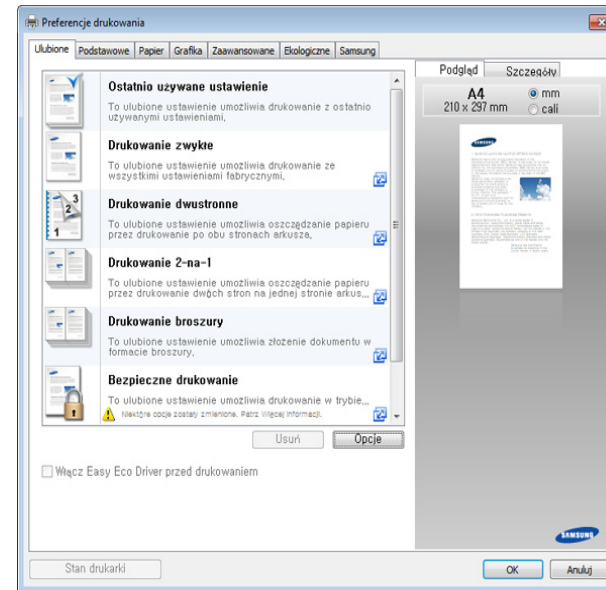 Preferencje drukowania
Ulubione Podstawowe Papier Grafika Zaawansowane Ekologiczne Samsung
Ostatnio używane ustawienie
To ulubione ustawienie umożliwia drukowanie z ostatnio
używanymi ustawieniami,
Drukowanie zwykłe
To ulubione ustawienie umożliwia drukowanie ze
wszystkimi ustawieniami fabrycznymi,
Drukowanie dwustronne
To ulubione ustawienie umożliwia oszczędzanie papieru
przez drukowanie po obu stronach arkusza,
Drukowanie 2-na-1
To ulubione ustawienie umożliwia oszczędzanie papieru
przez drukowanie dwóch stron na jednej stronie arkus...
Drukowanie broszury
To ulubione ustawienie umożliwia złożenie dokumentu w
formacie broszury,
Bezpieczne drukowanie
To ulubione ustawienie umożliwia drukowanie w trybie...
Niektóre opcje zostały zmienione. Patrz Więcej informacji.
Usuń Opcje
Włącz Easy Eco Driver przed drukowaniem
Stan drukarki
Podgląd Szczegóły
A4
210 x 297 mm
mm
cali
SAMSUNG
OK Anuluj